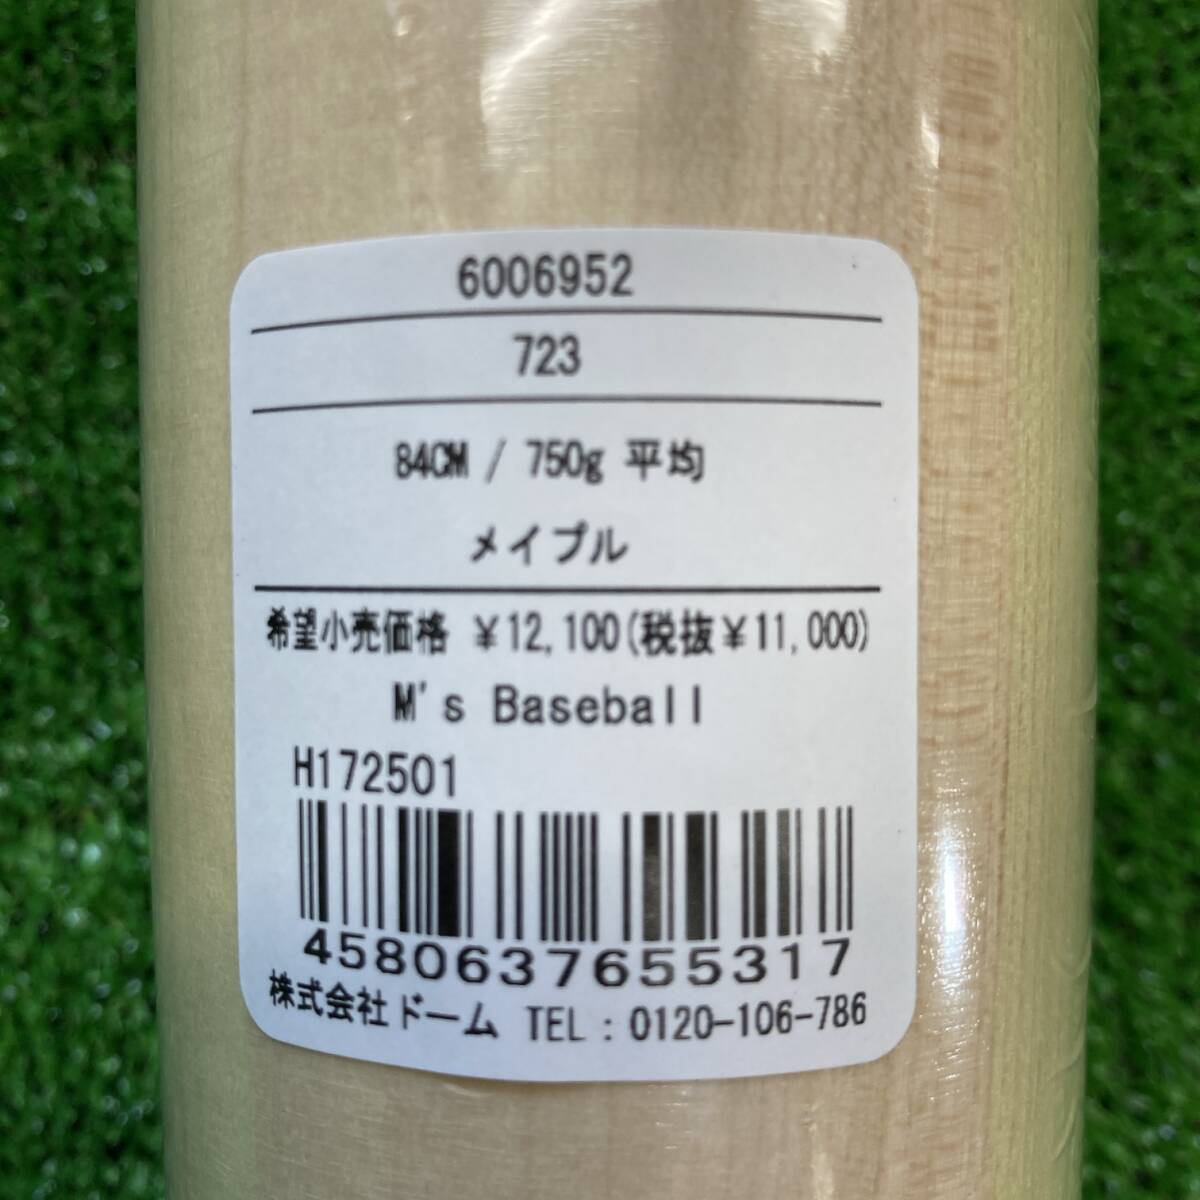 6006952
723
84CM / 750g 平均
メイプル
希望小売価格 ¥12,100(税抜¥11,000)
M's Baseball
H172501
4580637655317
株式会社ドーム TEL：0120-106-786